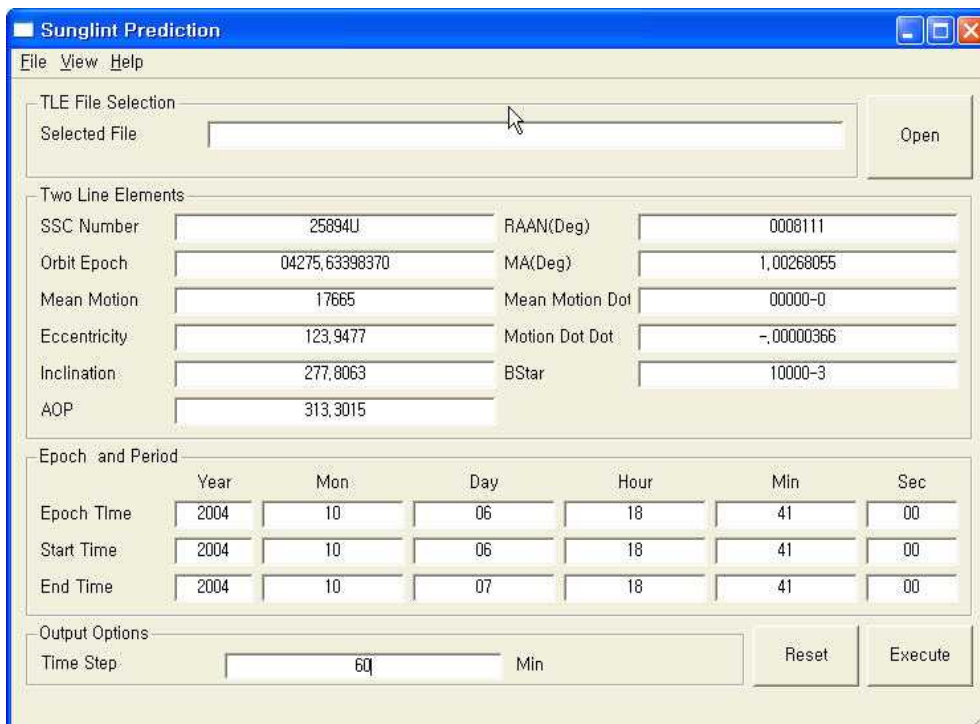 Sunglint Prediction
File View Help
TLE File Selection
Selected File
Open
Two Line Elements
SSC Number 25894U RAAN(Deg) 0008111
Orbit Epoch 04275,63398370 MA(Deg) 1,00268055
Mean Motion 17665 Mean Motion Dot 00000-0
Eccentricity 123,9477 Motion Dot Dot -,00000366
Inclination 277,8063 BStar 10000-3
AOP 313,3015
Epoch and Period
Year Mon Day Hour Min Sec
Epoch TIme 2004 10 06 18 41 00
Start Time 2004 10 06 18 41 00
End Time 2004 10 07 18 41 00
Output Options
Time Step 60 Min
Reset Execute